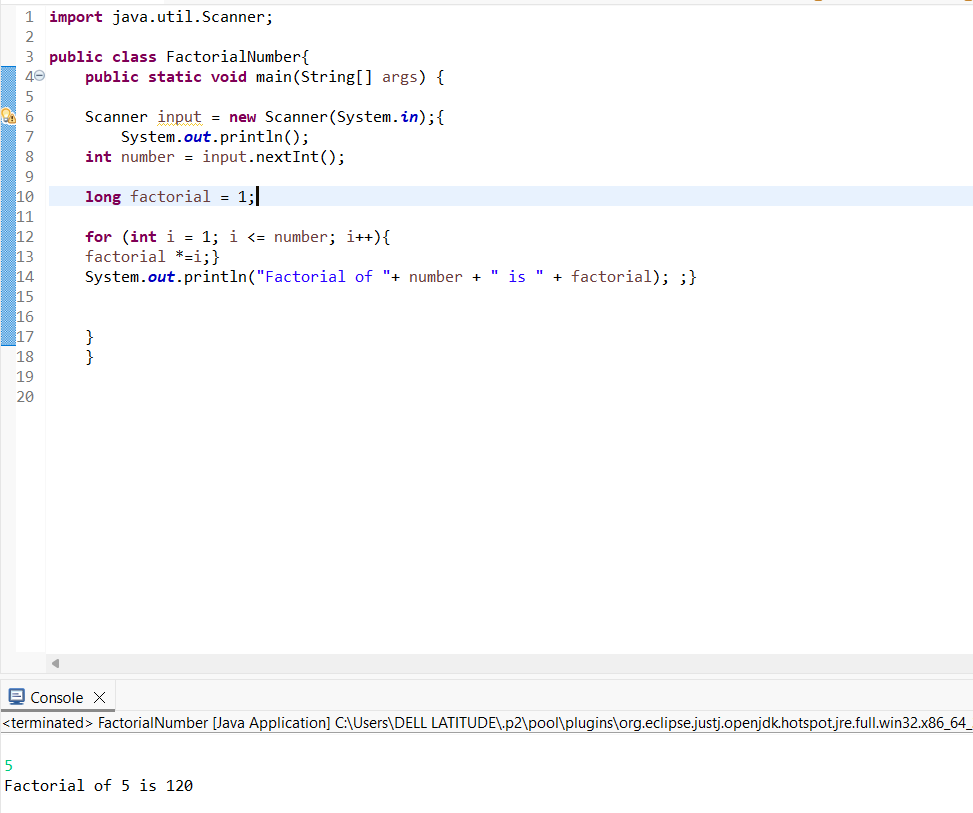 1 import java.util.Scanner;
2
3 public class FactorialNumber{
4 public static void main(String[] args) {
5
6 Scanner input = new Scanner(System.in);{
7 System.out.println();
8 int number = input.nextInt();
9
10 long factorial = 1;
11
12 for (int i = 1; i <= number; i++){
13 factorial *=i;}
14 System.out.println("Factorial of "+ number + " is " + factorial); ;}
15
16
17 }
18 }
19
20
Console
<terminated> FactorialNumber [Java Application] C:\Users\DELL LATITUDE\.p2\pool\plugins\org.eclipse.justj.openjdk.hotspot.jre.full.win32.x86_64_
5
Factorial of 5 is 120